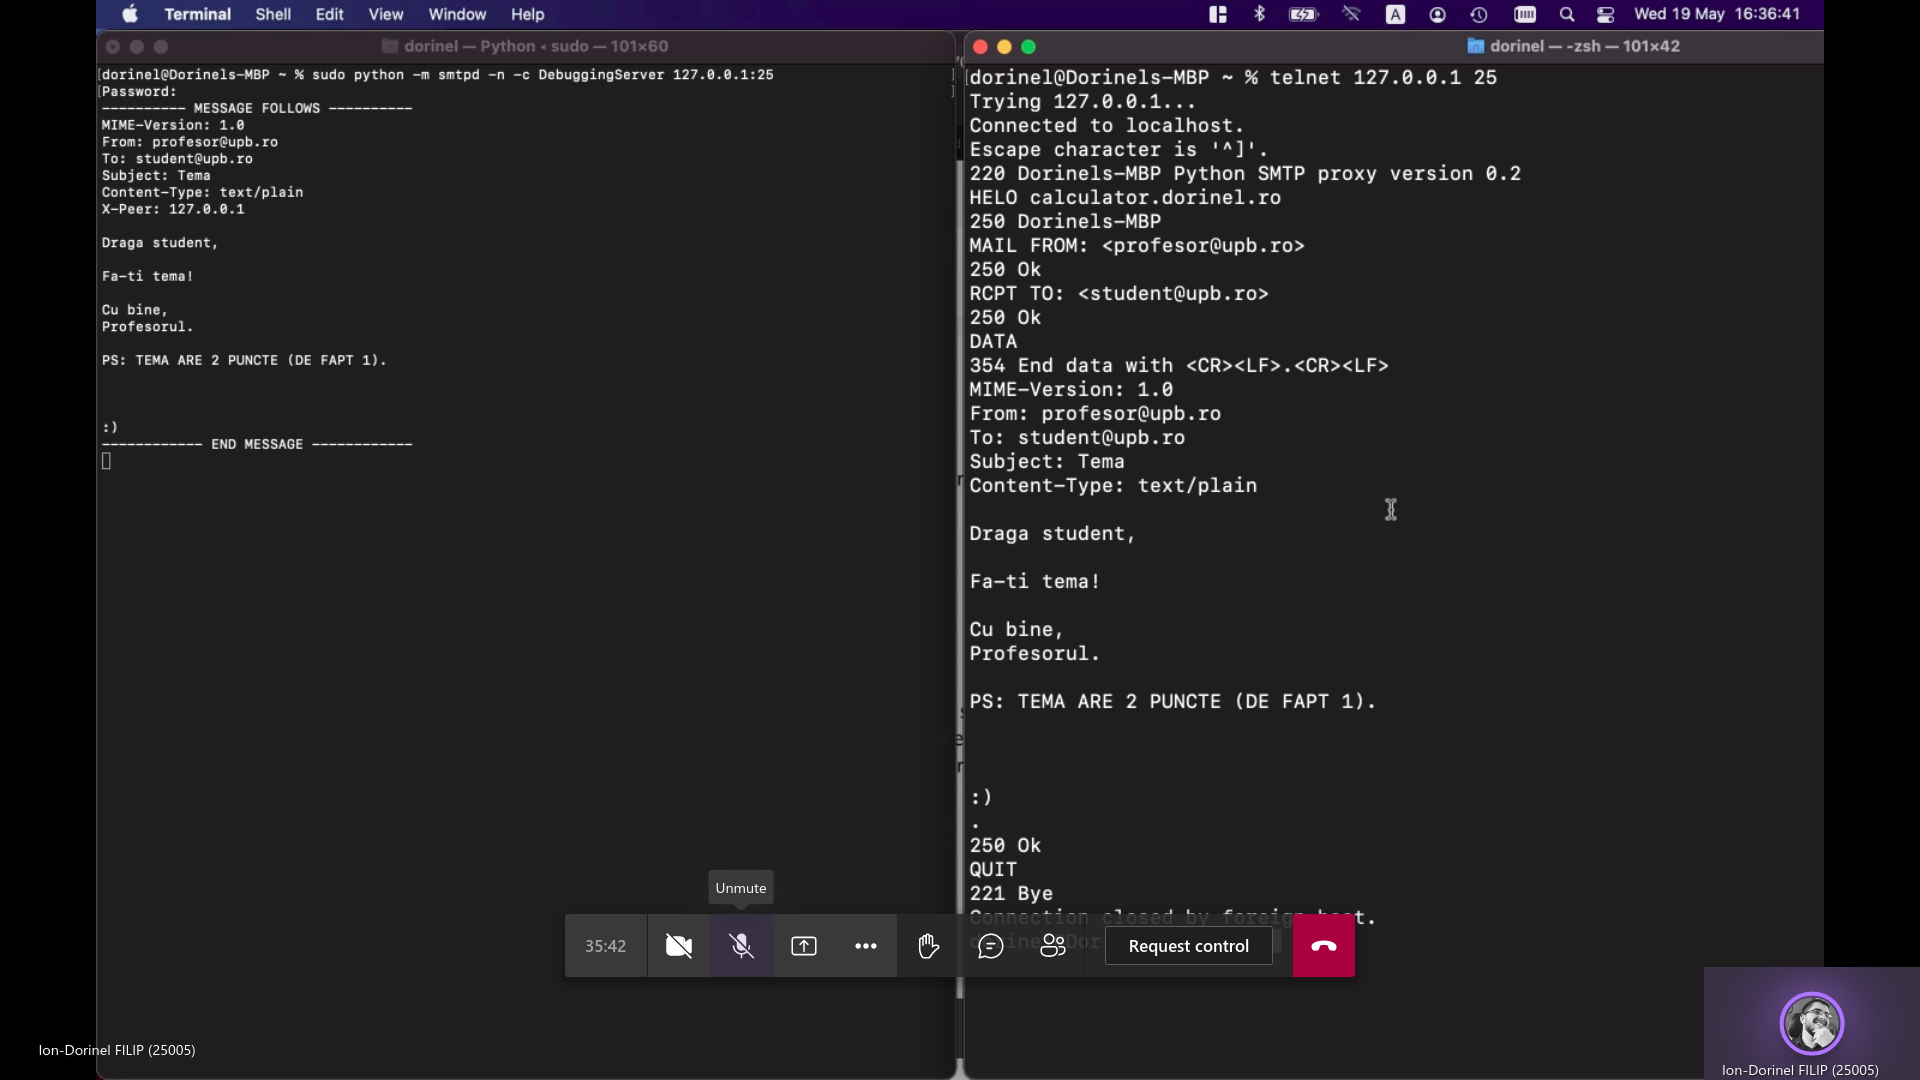 Terminal Shell Edit View Window Help
A Wed 19 May 16:36:41
dorinel — Python ◂ sudo — 101×60
[dorinel@Dorinels-MBP ~ % sudo python -m smtpd -n -c DebuggingServer 127.0.0.1:25 ]
[Password: ]
---------- MESSAGE FOLLOWS ----------
MIME-Version: 1.0
From: profesor@upb.ro
To: student@upb.ro
Subject: Tema
Content-Type: text/plain
X-Peer: 127.0.0.1
Draga student,
Fa-ti tema!
Cu bine,
Profesorul.
PS: TEMA ARE 2 PUNCTE (DE FAPT 1).
:)
------------ END MESSAGE ------------
dorinel — -zsh — 101×42
[dorinel@Dorinels-MBP ~ % telnet 127.0.0.1 25
Trying 127.0.0.1...
Connected to localhost.
Escape character is '^]'.
220 Dorinels-MBP Python SMTP proxy version 0.2
HELO calculator.dorinel.ro
250 Dorinels-MBP
MAIL FROM: <profesor@upb.ro>
250 Ok
RCPT TO: <student@upb.ro>
250 Ok
DATA
354 End data with <CR><LF>.<CR><LF>
MIME-Version: 1.0
From: profesor@upb.ro
To: student@upb.ro
Subject: Tema
Content-Type: text/plain
Draga student,
Fa-ti tema!
Cu bine,
Profesorul.
PS: TEMA ARE 2 PUNCTE (DE FAPT 1).
:)
.
250 Ok
QUIT
221 Bye
Connection closed by foreign host.
Unmute
35:42
Request control
Ion-Dorinel FILIP (25005)
Ion-Dorinel FILIP (25005)